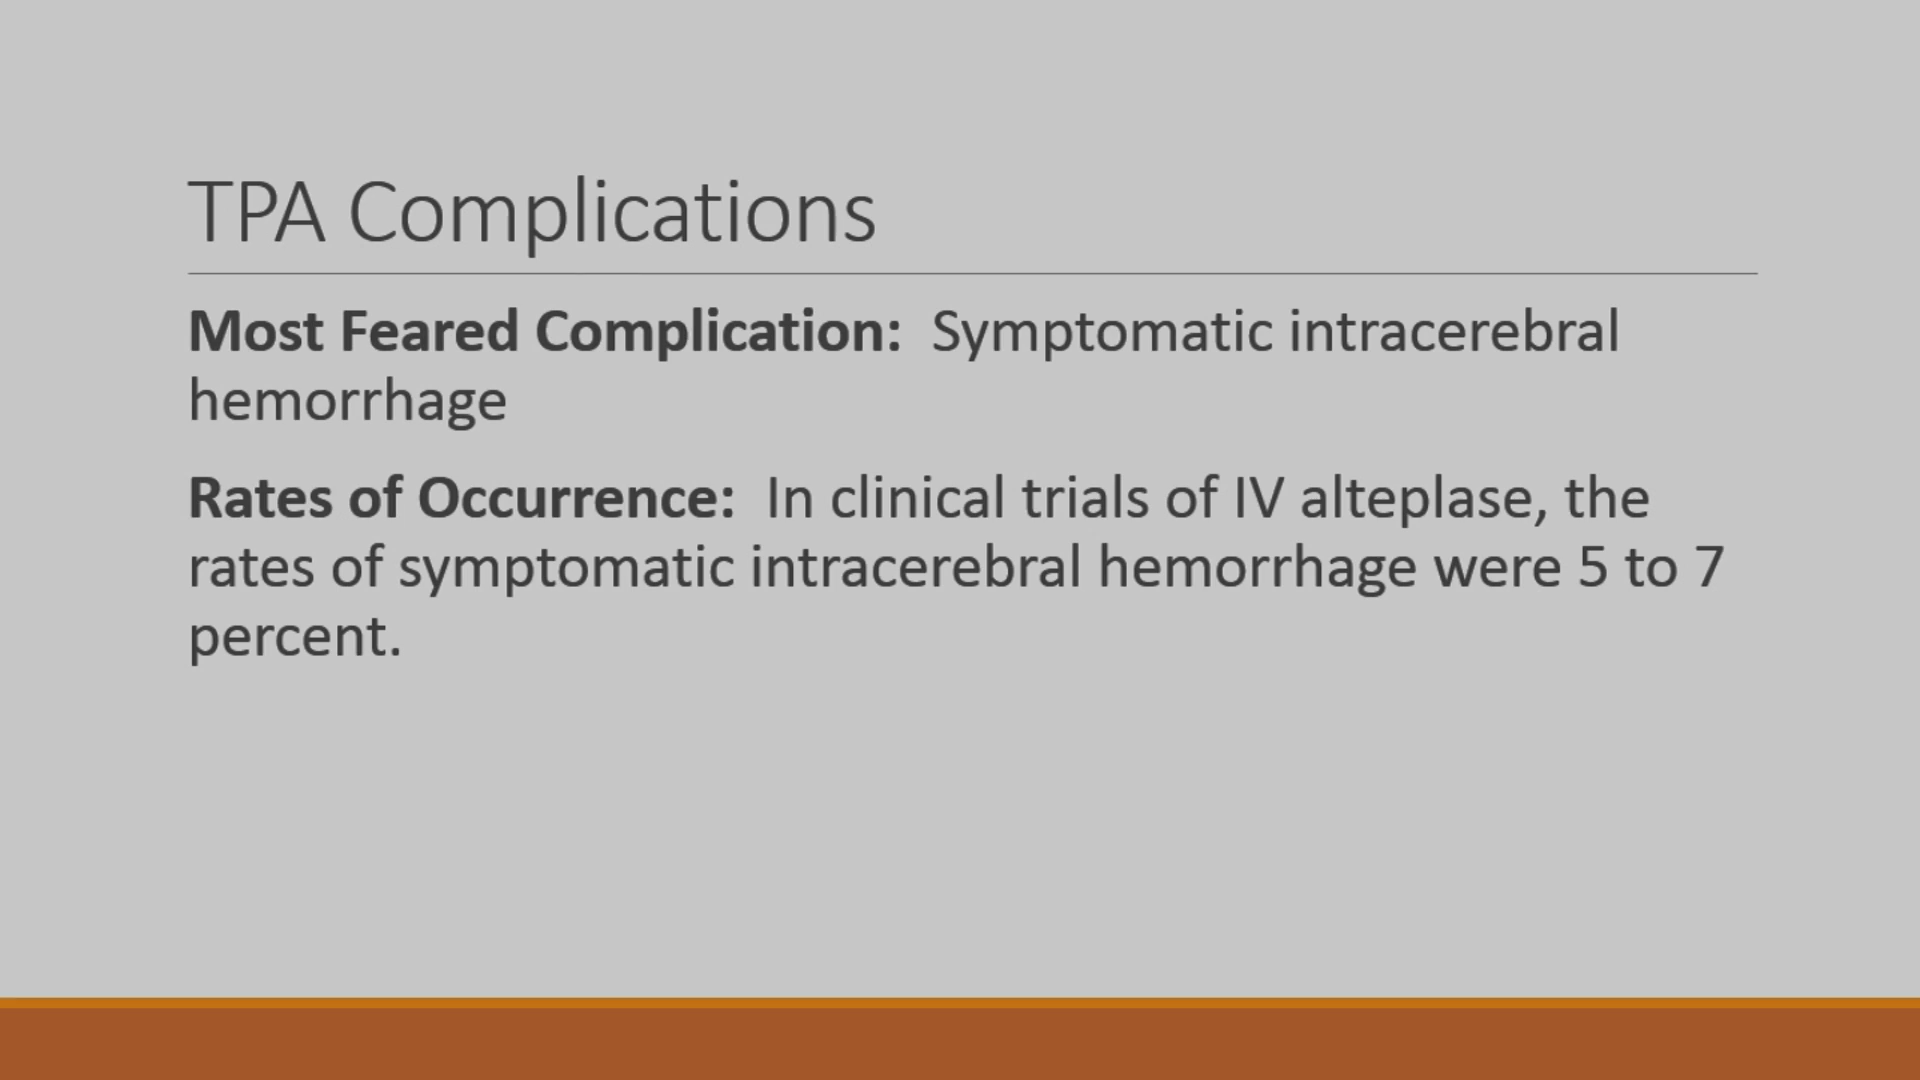 TPA Complications
Most Feared Complication:  Symptomatic intracerebral
hemorrhage
Rates of Occurrence:  In clinical trials of IV alteplase, the
rates of symptomatic intracerebral hemorrhage were 5 to 7
percent.